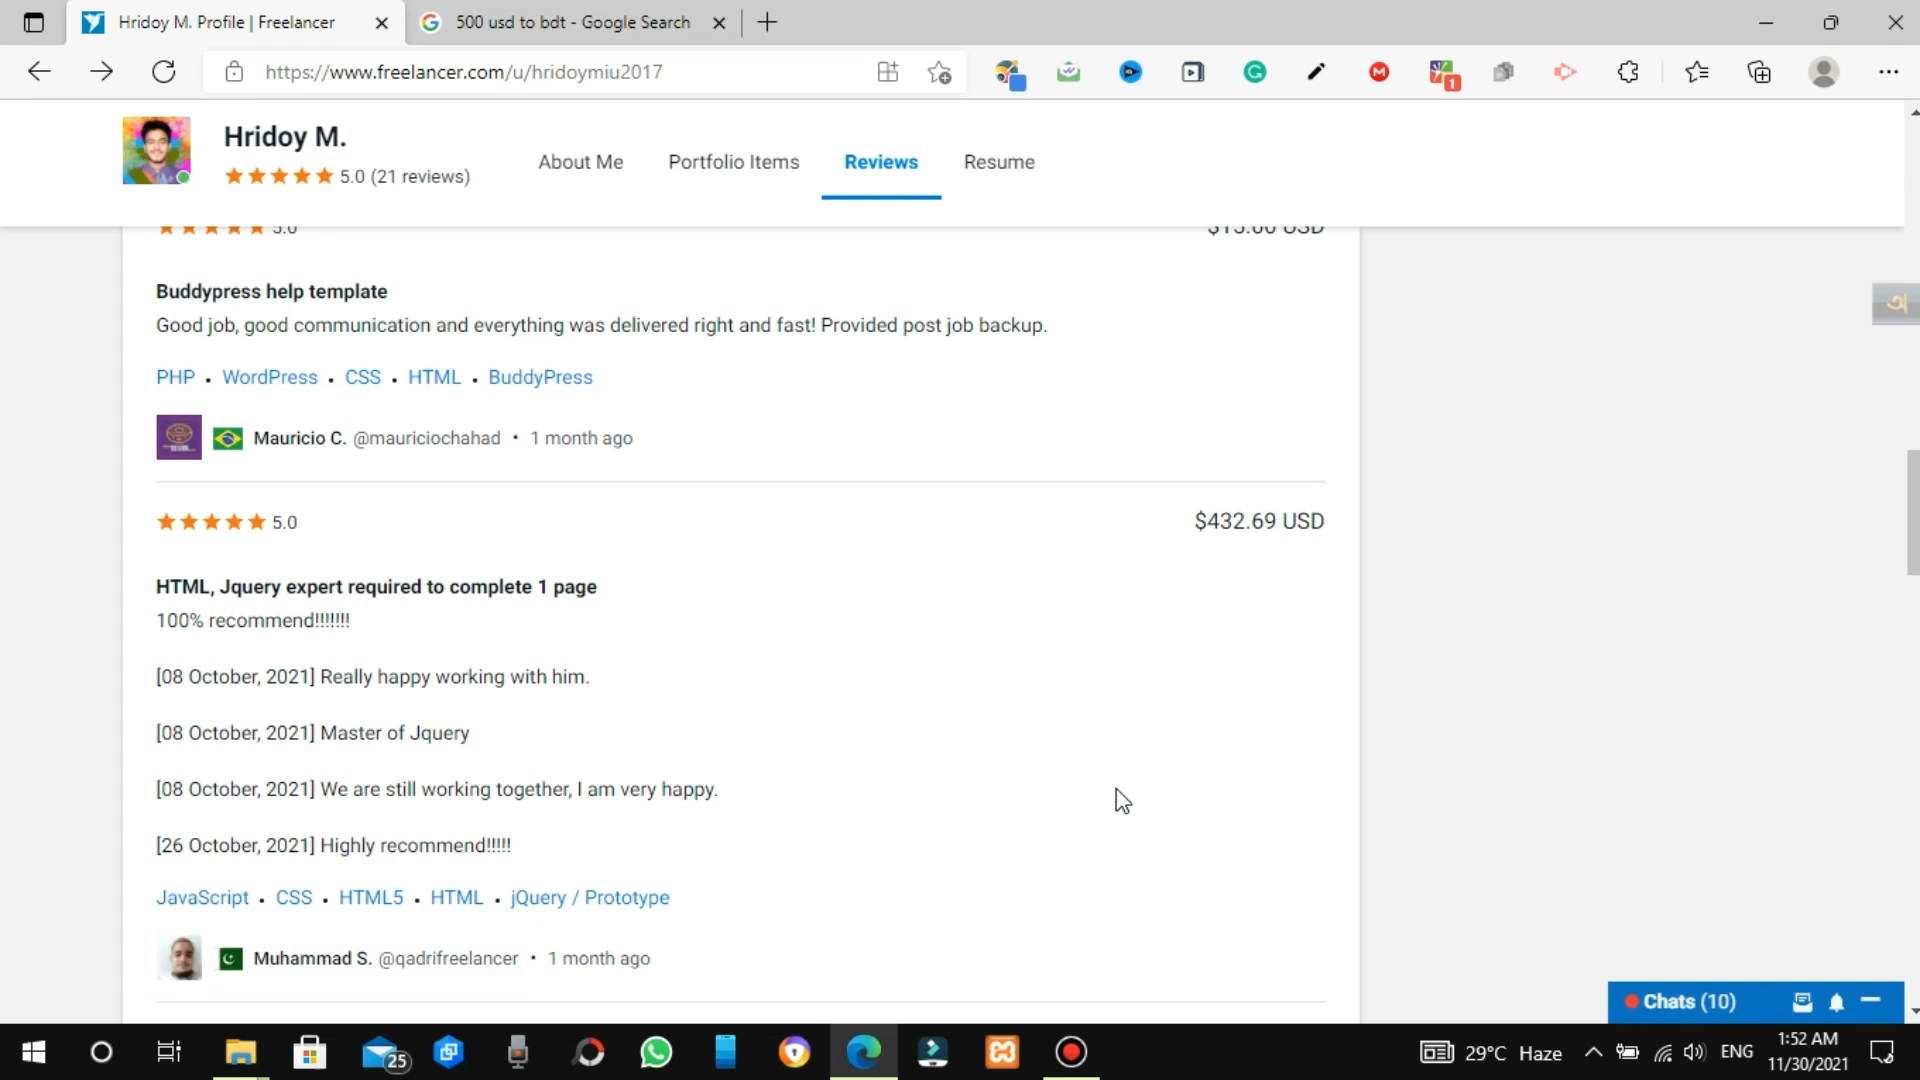 Hridoy M. Profile | Freelancer
500 usd to bdt - Google Search
https://www.freelancer.com/u/hridoymiu2017
1
Hridoy M.
5.0 (21 reviews)
About Me
Portfolio Items
Reviews
Resume
5.0
Buddypress help template
Good job, good communication and everything was delivered right and fast! Provided post job backup.
PHP • WordPress • CSS • HTML • BuddyPress
Mauricio C. @mauriciochahad • 1 month ago
5.0
$432.69 USD
HTML, Jquery expert required to complete 1 page
100% recommend!!!!!!!
[08 October, 2021] Really happy working with him.
[08 October, 2021] Master of Jquery
[08 October, 2021] We are still working together, I am very happy.
[26 October, 2021] Highly recommend!!!!!
JavaScript • CSS • HTML5 • HTML • jQuery / Prototype
Muhammad S. @qadrifreelancer • 1 month ago
Chats (10)
25
29°C Haze
ENG
1:52 AM
11/30/2021
অ